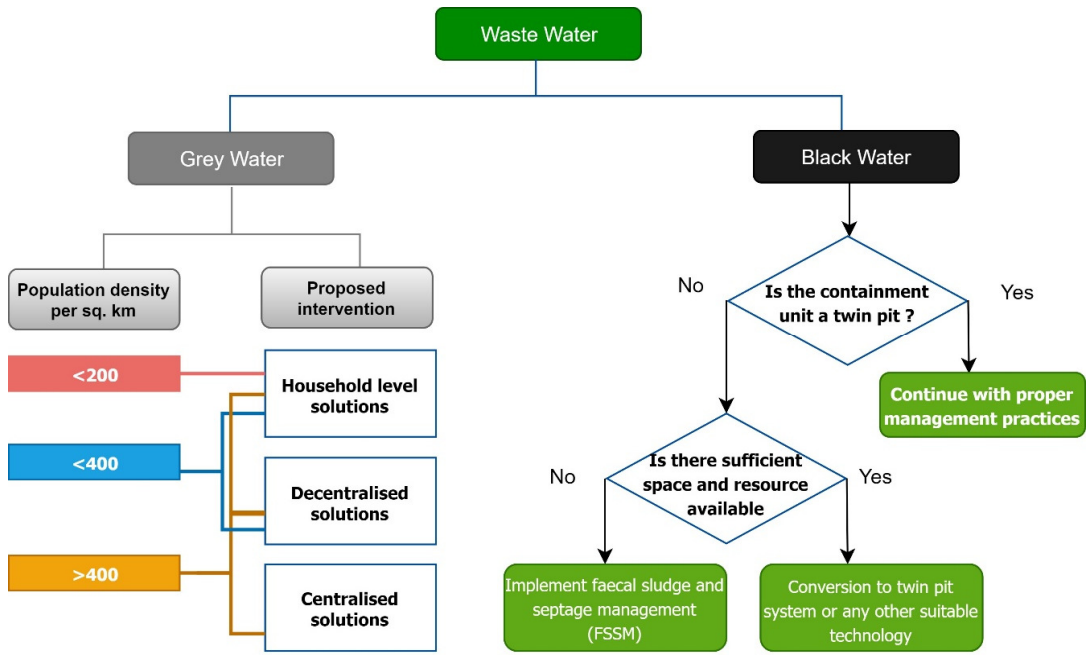 Waste Water
Grey Water
Black Water
Population density
per sq. km
Proposed
intervention
<200
<400
>400
Household level
solutions
Decentralised
solutions
Centralised
solutions
Is the containment
unit a twin pit ?
No
Yes
Continue with proper
management practices
Is there sufficient
space and resource
available
No
Yes
Implement faecal sludge and
septage management
(FSSM)
Conversion to twin pit
system or any other suitable
technology